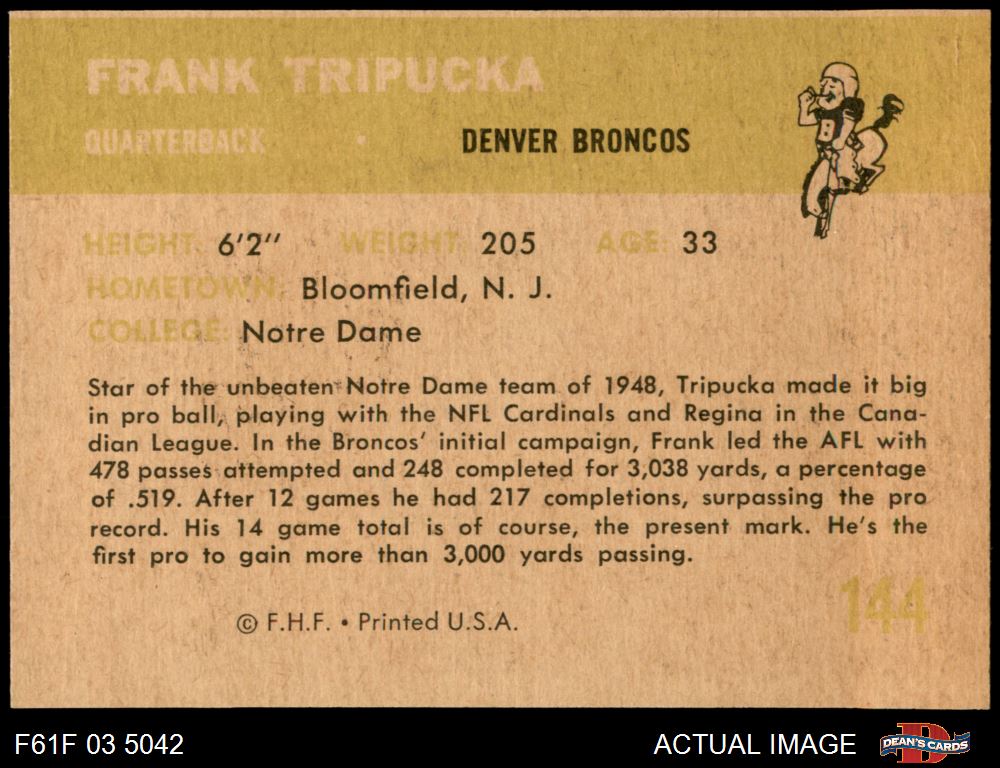 FRANK TRIPUCKA
QUARTERBACK • DENVER BRONCOS
8
HEIGHT: 6'2" WEIGHT: 205 AGE: 33
HOMETOWN: Bloomfield, N. J.
COLLEGE: Notre Dame
Star of the unbeaten Notre Dame team of 1948, Tripucka made it big
in pro ball, playing with the NFL Cardinals and Regina in the Cana-
dian League. In the Broncos' initial campaign, Frank led the AFL with
478 passes attempted and 248 completed for 3,038 yards, a percentage
of .519. After 12 games he had 217 completions, surpassing the pro
record. His 14 game total is of course, the present mark. He's the
first pro to gain more than 3,000 yards passing.
144
© F.H.F. • Printed U.S.A.
F61F 03 5042 ACTUAL IMAGE D DEAN'S CARDS